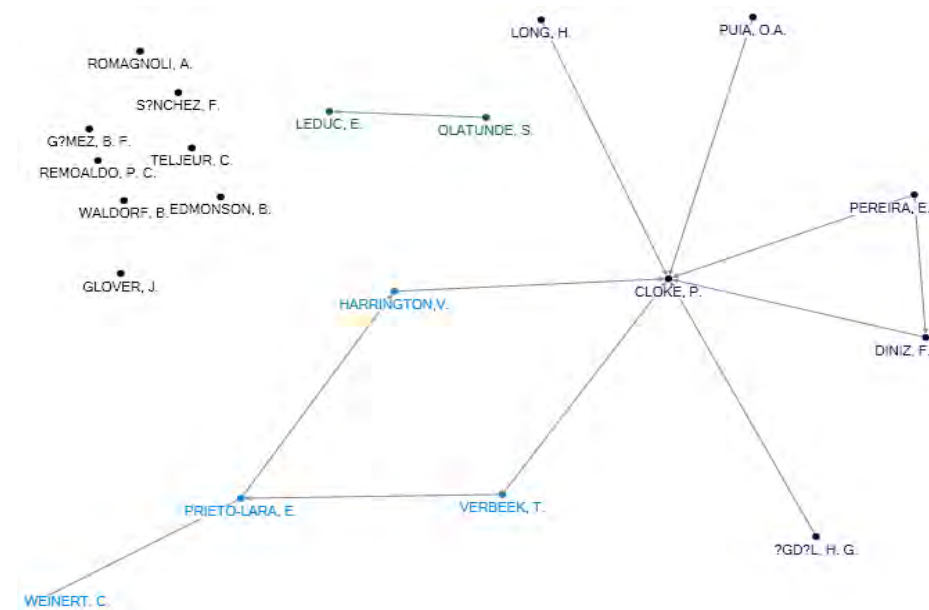 LONG, H.
PUIA, O.A.
ROMAGNOLI, A.
S?NCHEZ, F.
LEDUC, E.
OLATUNDE, S.
G?MEZ, B. F.
TELJEUR, C.
REMOALDO, P. C.
WALDORF, B.
EDMONSON, B.
PEREIRA, E.
GLOVER, J.
CLOKE, P.
HARRINGTON,V.
DINIZ, F.
PRIETO-LARA, E.
VERBEEK, T.
?GD?L, H. G.
WEINERT. C.